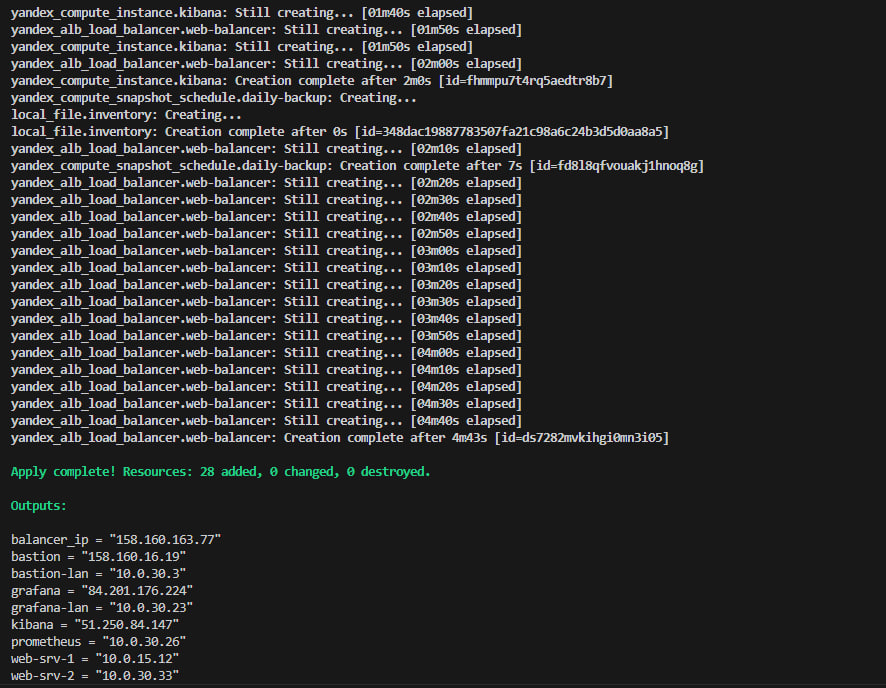 yandex_compute_instance.kibana: Still creating... [01m40s elapsed]
yandex_alb_load_balancer.web-balancer: Still creating... [01m50s elapsed]
yandex_compute_instance.kibana: Still creating... [01m50s elapsed]
yandex_alb_load_balancer.web-balancer: Still creating... [02m00s elapsed]
yandex_compute_instance.kibana: Creation complete after 2m0s [id=fhmmpu7t4rq5aedtr8b7]
yandex_compute_snapshot_schedule.daily-backup: Creating...
local_file.inventory: Creating...
local_file.inventory: Creation complete after 0s [id=348dac19887783507fa21c98a6c24b3d5d0aa8a5]
yandex_alb_load_balancer.web-balancer: Still creating... [02m10s elapsed]
yandex_compute_snapshot_schedule.daily-backup: Creation complete after 7s [id=fd8l8qfvouakj1hnoq8g]
yandex_alb_load_balancer.web-balancer: Still creating... [02m20s elapsed]
yandex_alb_load_balancer.web-balancer: Still creating... [02m30s elapsed]
yandex_alb_load_balancer.web-balancer: Still creating... [02m40s elapsed]
yandex_alb_load_balancer.web-balancer: Still creating... [02m50s elapsed]
yandex_alb_load_balancer.web-balancer: Still creating... [03m00s elapsed]
yandex_alb_load_balancer.web-balancer: Still creating... [03m10s elapsed]
yandex_alb_load_balancer.web-balancer: Still creating... [03m20s elapsed]
yandex_alb_load_balancer.web-balancer: Still creating... [03m30s elapsed]
yandex_alb_load_balancer.web-balancer: Still creating... [03m40s elapsed]
yandex_alb_load_balancer.web-balancer: Still creating... [03m50s elapsed]
yandex_alb_load_balancer.web-balancer: Still creating... [04m00s elapsed]
yandex_alb_load_balancer.web-balancer: Still creating... [04m10s elapsed]
yandex_alb_load_balancer.web-balancer: Still creating... [04m20s elapsed]
yandex_alb_load_balancer.web-balancer: Still creating... [04m30s elapsed]
yandex_alb_load_balancer.web-balancer: Still creating... [04m40s elapsed]
yandex_alb_load_balancer.web-balancer: Creation complete after 4m43s [id=ds7282mvkihgi0mn3i05]
Apply complete! Resources: 28 added, 0 changed, 0 destroyed.
Outputs:
balancer_ip = "158.160.163.77"
bastion = "158.160.16.19"
bastion-lan = "10.0.30.3"
grafana = "84.201.176.224"
grafana-lan = "10.0.30.23"
kibana = "51.250.84.147"
prometheus = "10.0.30.26"
web-srv-1 = "10.0.15.12"
web-srv-2 = "10.0.30.33"